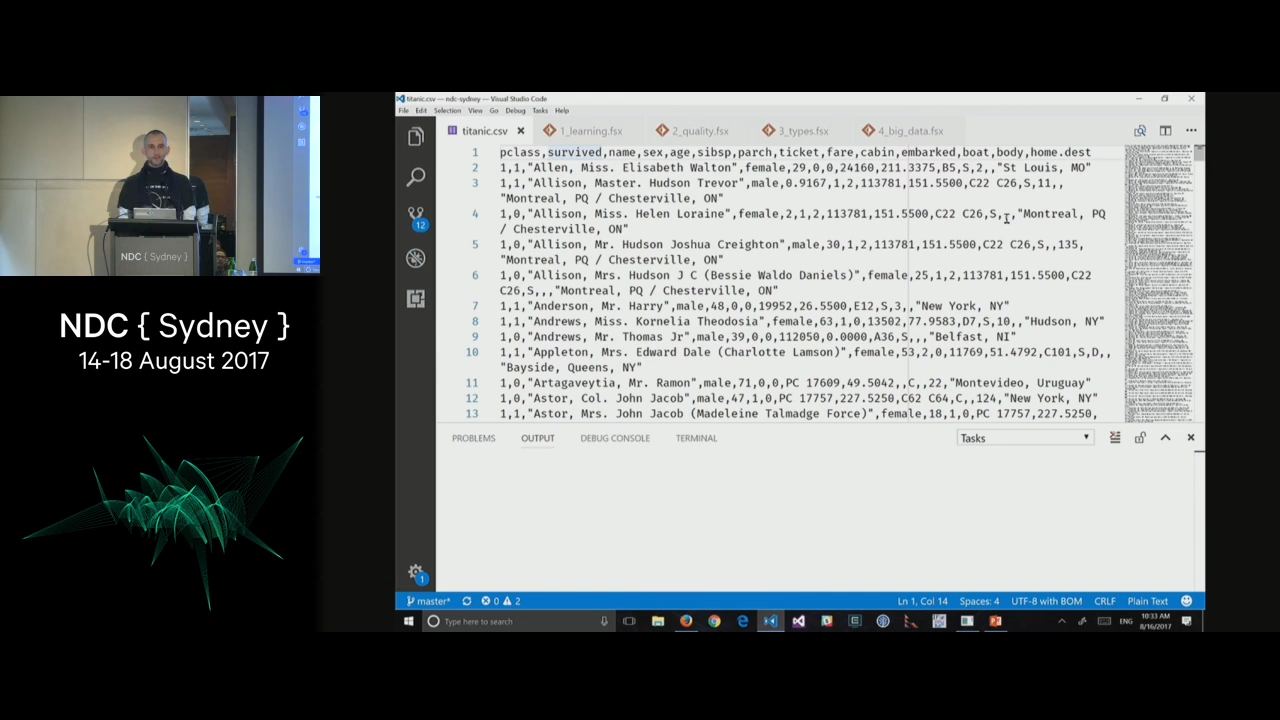 NDC { Sydney }
NDC { Sydney }
14-18 August 2017
titanic.csv — ndc-sydney — Visual Studio Code
File Edit Selection View Go Debug Tasks Help
titanic.csv 1_learning.fsx 2_quality.fsx 3_types.fsx 4_big_data.fsx
1 pclass,survived,name,sex,age,sibsp,parch,ticket,fare,cabin,embarked,boat,body,home.dest
2 1,1,"Allen, Miss. Elisabeth Walton",female,29,0,0,24160,211.3375,B5,S,2,,"St Louis, MO"
3 1,1,"Allison, Master. Hudson Trevor",male,0.9167,1,2,113781,151.5500,C22 C26,S,11,,
"Montreal, PQ / Chesterville, ON"
4 1,0,"Allison, Miss. Helen Loraine",female,2,1,2,113781,151.5500,C22 C26,S,,,"Montreal, PQ
/ Chesterville, ON"
5 1,0,"Allison, Mr. Hudson Joshua Creighton",male,30,1,2,113781,151.5500,C22 C26,S,,135,
"Montreal, PQ / Chesterville, ON"
6 1,0,"Allison, Mrs. Hudson J C (Bessie Waldo Daniels)",female,25,1,2,113781,151.5500,C22
C26,S,,,"Montreal, PQ / Chesterville, ON"
7 1,1,"Anderson, Mr. Harry",male,48,0,0,19952,26.5500,E12,S,3,,"New York, NY"
8 1,1,"Andrews, Miss. Kornelia Theodosia",female,63,1,0,13502,77.9583,D7,S,10,,"Hudson, NY"
9 1,0,"Andrews, Mr. Thomas Jr",male,39,0,0,112050,0.0000,A36,S,,,"Belfast, NI"
10 1,1,"Appleton, Mrs. Edward Dale (Charlotte Lamson)",female,53,2,0,11769,51.4792,C101,S,D,,
"Bayside, Queens, NY"
11 1,0,"Artagaveytia, Mr. Ramon",male,71,0,0,PC 17609,49.5042,,C,,22,"Montevideo, Uruguay"
12 1,0,"Astor, Col. John Jacob",male,47,1,0,PC 17757,227.5250,C62 C64,C,,124,"New York, NY"
13 1,1,"Astor, Mrs. John Jacob (Madeleine Talmadge Force)",female,18,1,0,PC 17757,227.5250,
12
1
PROBLEMS OUTPUT DEBUG CONSOLE TERMINAL Tasks
master* 0 2 Ln 1, Col 14 Spaces: 4 UTF-8 with BOM CRLF Plain Text
Type here to search ENG 10:33 AM
8/16/2017